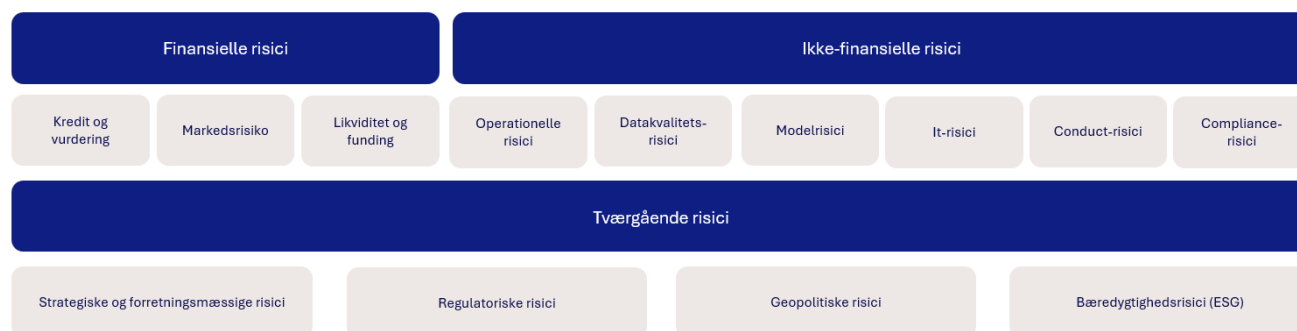 Finansielle risici
Ikke-finansielle risici
Kredit og
vurdering
Markedsrisiko
Likviditet og
funding
Operationelle
risici
Datakvalitets-
risici
Modelrisici
It-risici
Conduct-risici
Compliance-
risici
Tværgående risici
Strategiske og forretningsmæssige risici
Regulatoriske risici
Geopolitiske risici
Bæredygtighedsrisici (ESG)